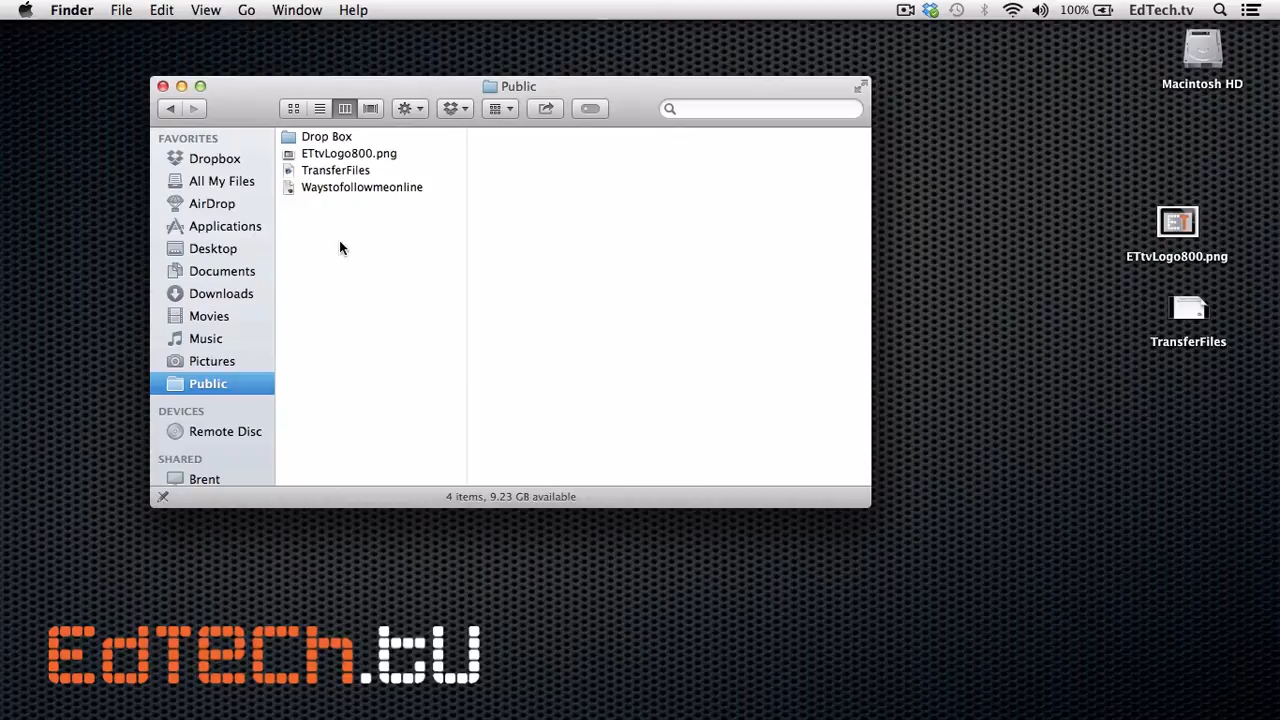 Finder File Edit View Go Window Help 100% EdTech.tv
Macintosh HD
Public
FAVORITES
Dropbox
All My Files
AirDrop
Applications
Desktop
Documents
Downloads
Movies
Music
Pictures
Public
DEVICES
Remote Disc
SHARED
Brent
Drop Box
ETtvLogo800.png
TransferFiles
Waystofollowmeonline
4 items, 9.23 GB available
ET
ETtvLogo800.png
TransferFiles
EdTech.tv